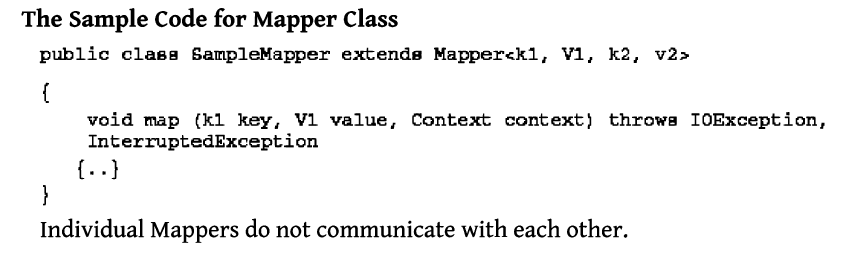 The Sample Code for Mapper Class
public class SampleMapper extends Mapper<k1, V1, k2, v2>
{
void map (k1 key, V1 value, Context context) throws IOException,
InterruptedException
{..}
}
Individual Mappers do not communicate with each other.